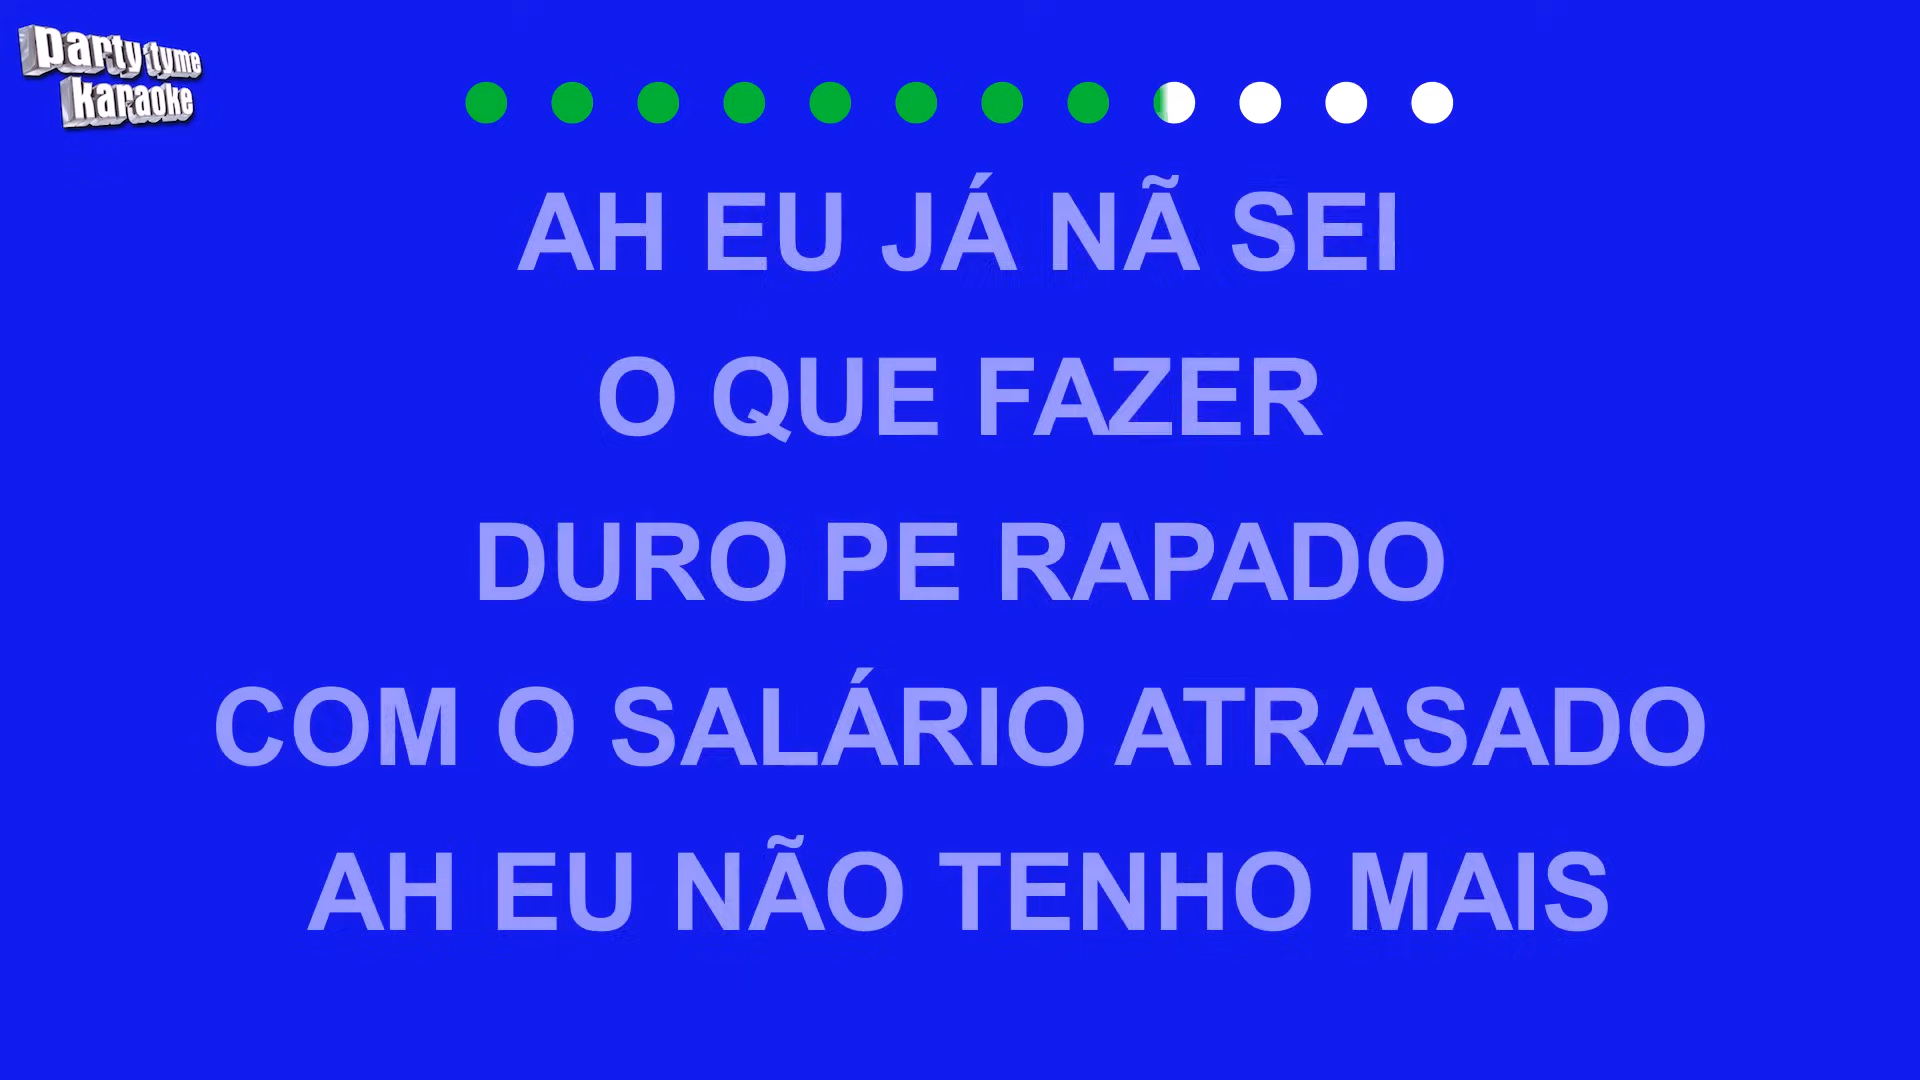 party tyme
karaoke
AH EU JÁ NÃ SEI
O QUE FAZER
DURO PE RAPADO
COM O SALÁRIO ATRASADO
AH EU NÃO TENHO MAIS